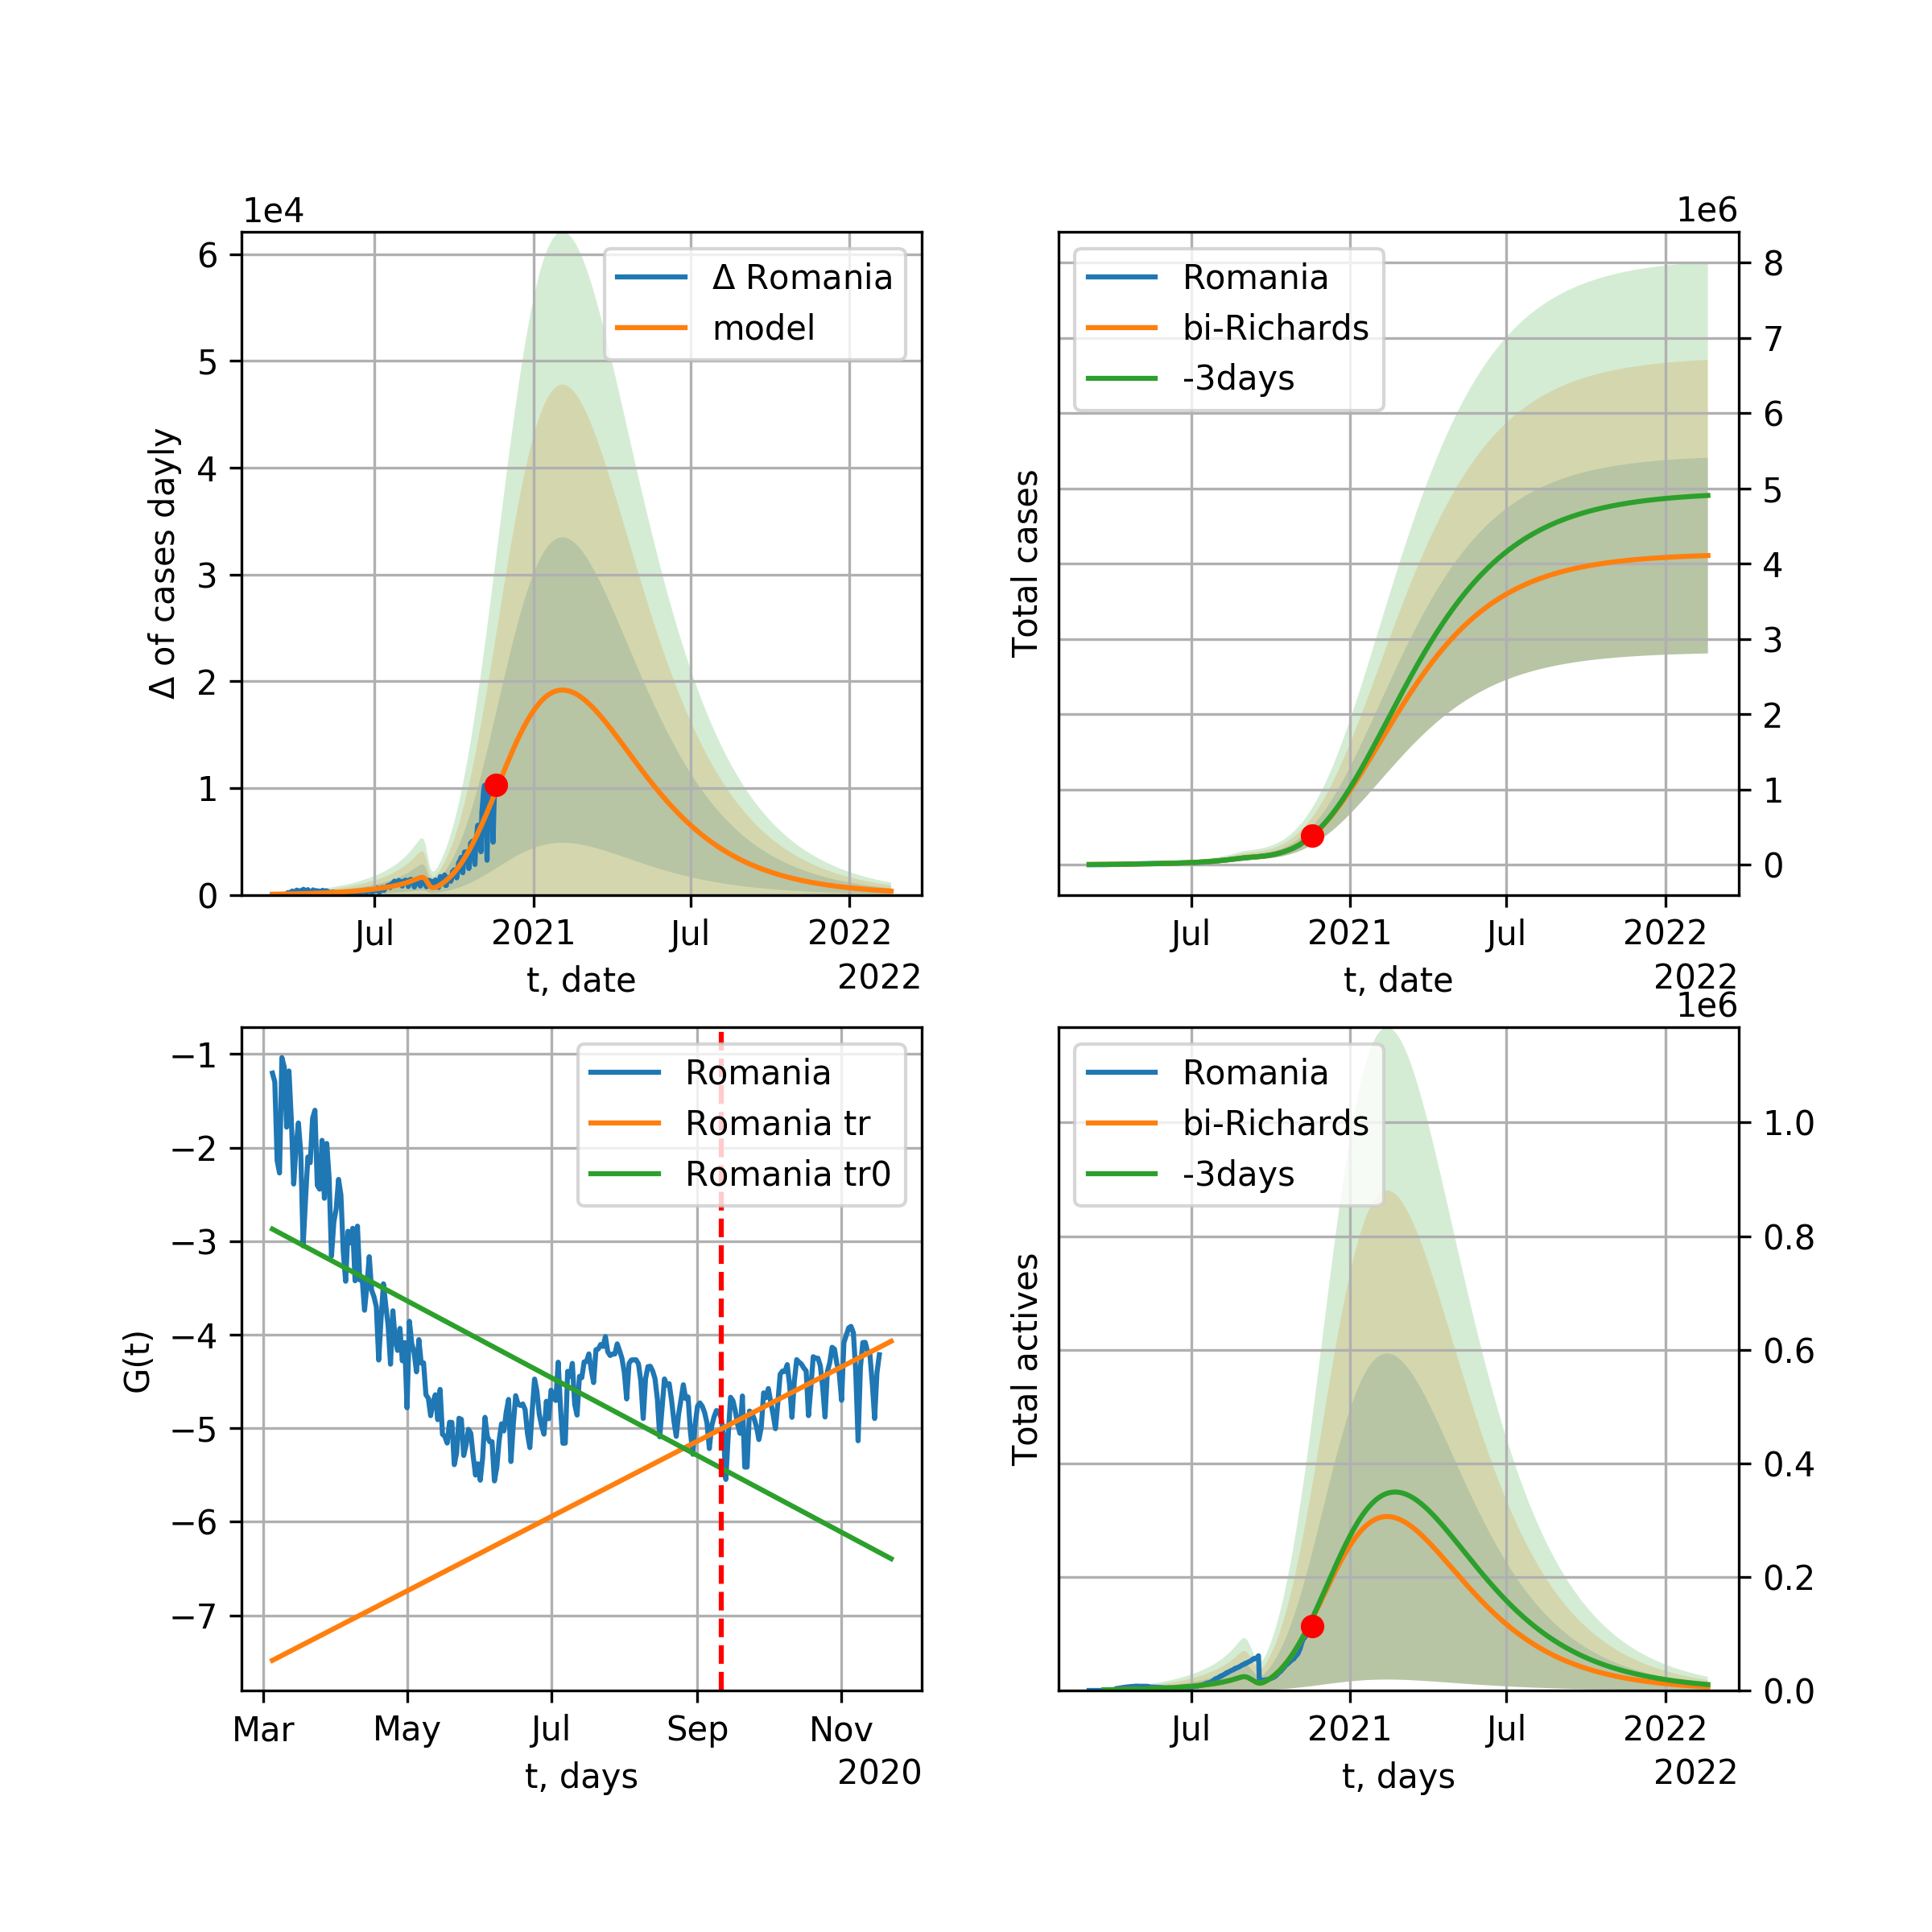 1e4
6
5
4
3
2
1
0
Δ of cases dayly
Δ Romania
model
Jul
2021
Jul
2022
t, date
2022
1e6
Romania
bi-Richards
-3days
Total cases
8
7
6
5
4
3
2
1
0
Jul
2021
Jul
2022
t, date
2022
−1
−2
−3
−4
−5
−6
−7
G(t)
Romania
Romania tr
Romania tr0
Mar
May
Jul
Sep
Nov
t, days
2020
1e6
Romania
bi-Richards
-3days
Total actives
1.0
0.8
0.6
0.4
0.2
0.0
Jul
2021
Jul
2022
t, days
2022